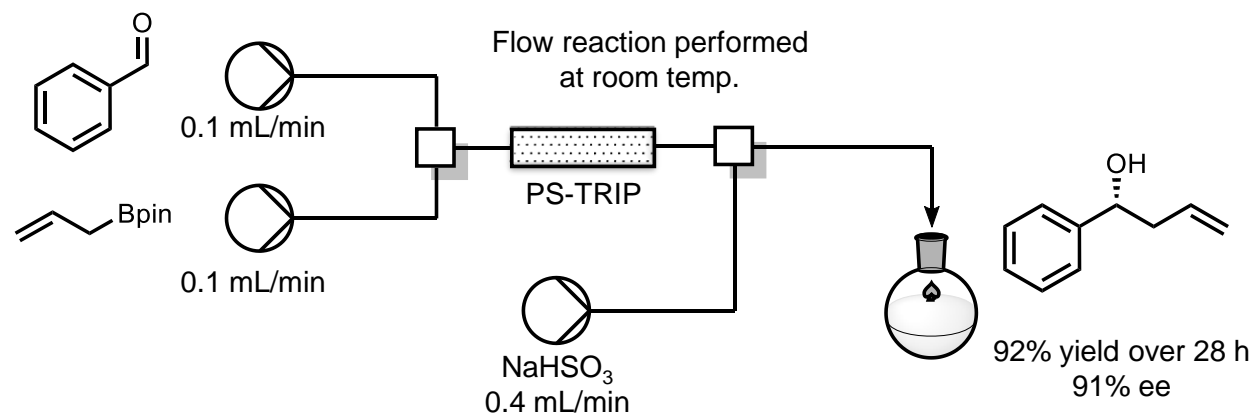 O
Flow reaction performed
at room temp.
0.1 mL/min
PS-TRIP
Bpin
0.1 mL/min
OH
NaHSO₃
0.4 mL/min
92% yield over 28 h
91% ee